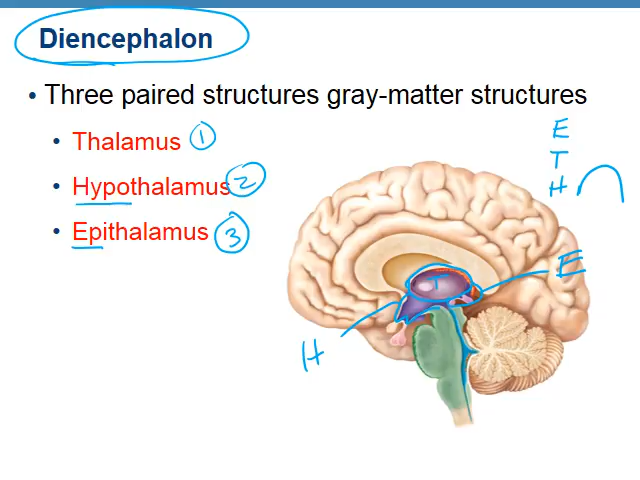 Diencephalon
• Three paired structures gray-matter structures
• Thalamus 1
• Hypothalamus 2
• Epithalamus 3
E
T
H
T
E
H